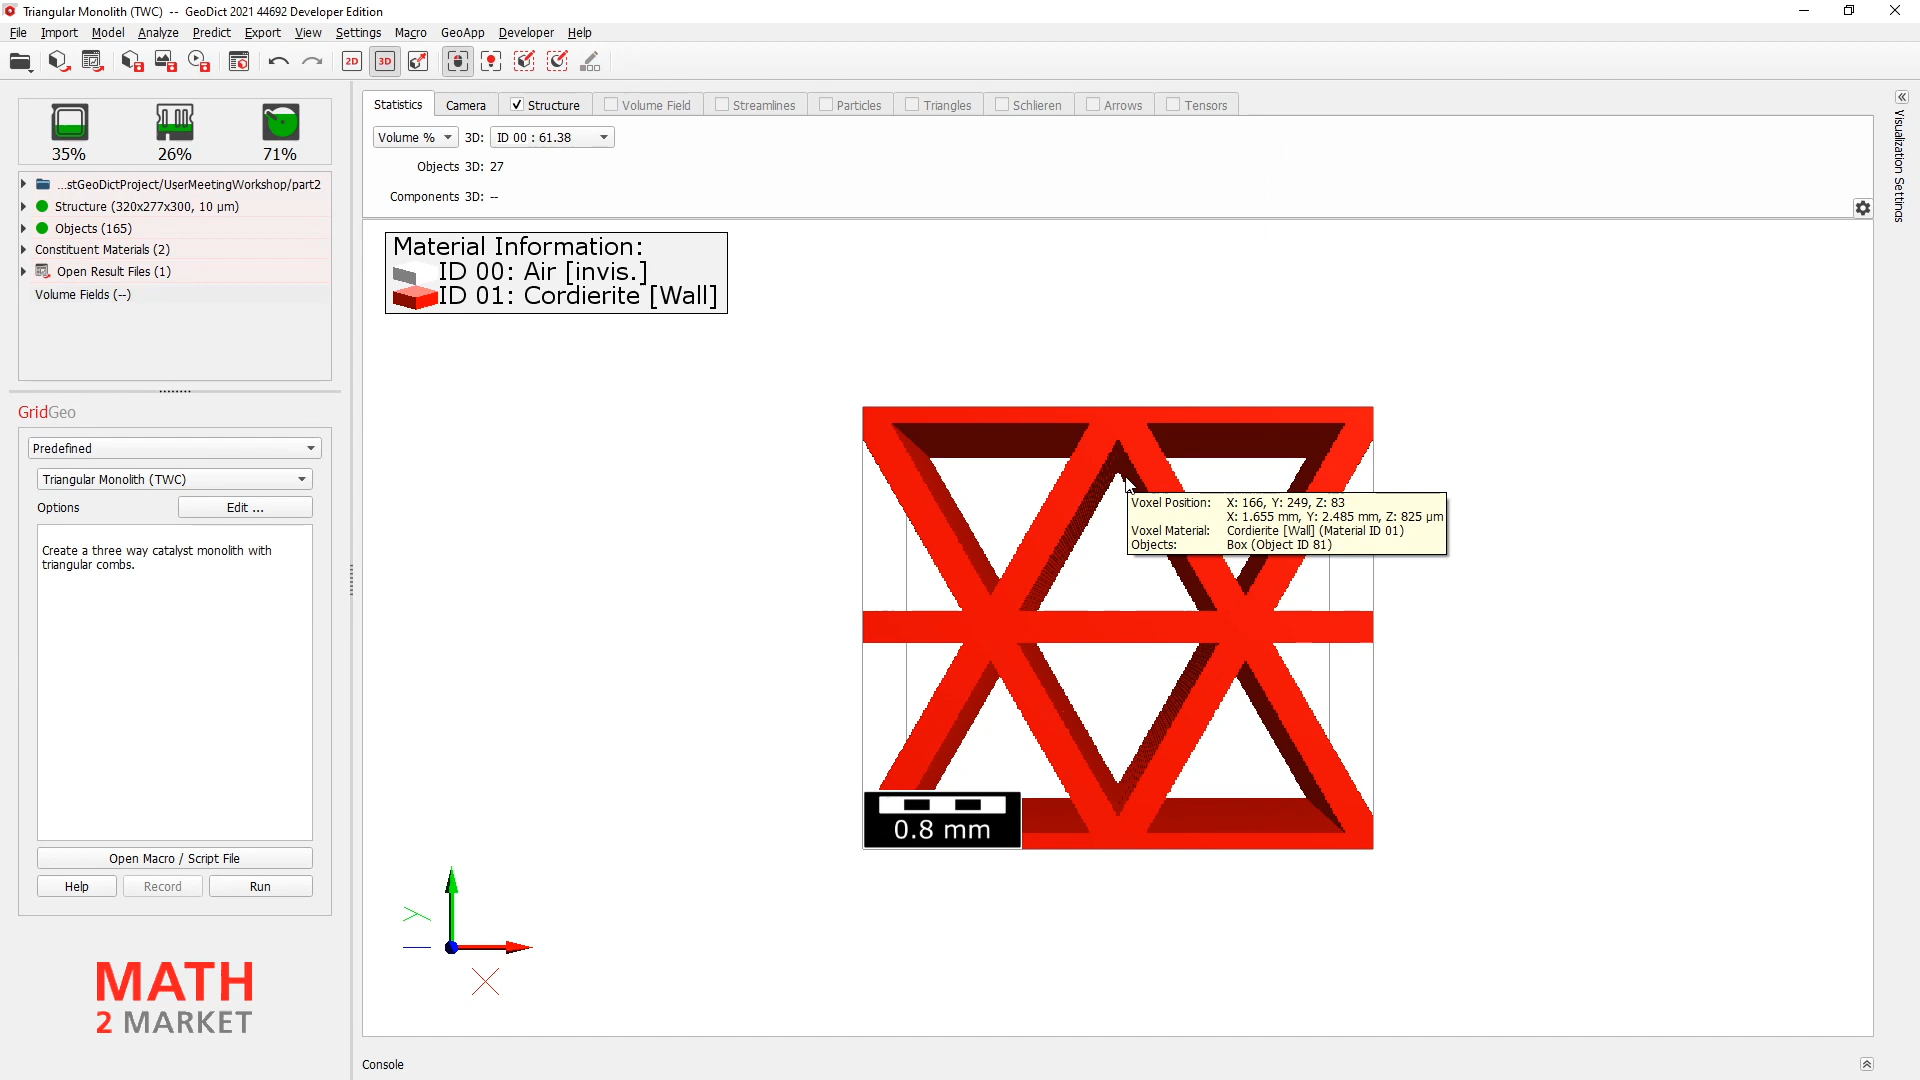 Triangular Monolith (TWC) -- GeoDict 2021 44692 Developer Edition
File Import Model Analyze Predict Export View Settings Macro GeoApp Developer Help
2D 3D
35% 26% 71%
...stGeoDictProject/UserMeetingWorkshop/part2
Structure (320x277x300, 10 µm)
Objects (165)
Constituent Materials (2)
Open Result Files (1)
Volume Fields (--)
GridGeo
Predefined
Triangular Monolith (TWC)
Options Edit ...
Create a three way catalyst monolith with
triangular combs.
Open Macro / Script File
Help Record Run
MATH
2 MARKET
Statistics Camera Structure Volume Field Streamlines Particles Triangles Schlieren Arrows Tensors
Volume % 3D: ID 00 : 61.38
Objects 3D: 27
Components 3D: --
Visualization Settings
Material Information:
ID 00: Air [invis.]
ID 01: Cordierite [Wall]
Voxel Position: X: 166, Y: 249, Z: 83
X: 1.655 mm, Y: 2.485 mm, Z: 825 µm
Voxel Material: Cordierite [Wall] (Material ID 01)
Objects: Box (Object ID 81)
0.8 mm
Y
X
Console